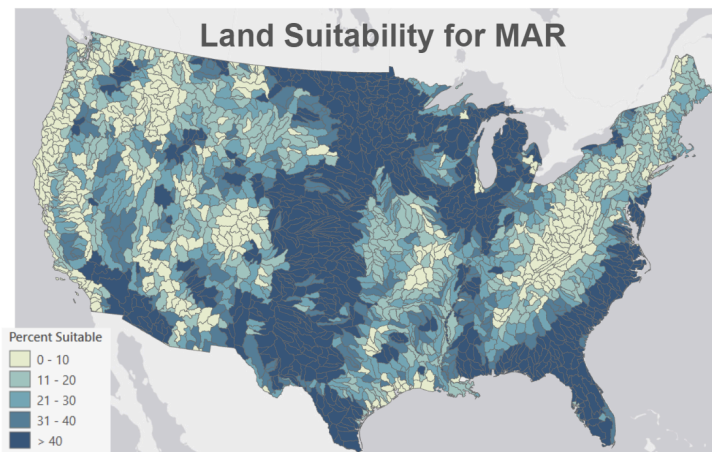 Land Suitability for MAR
Percent Suitable
0 - 10
11 - 20
21 - 30
31 - 40
> 40